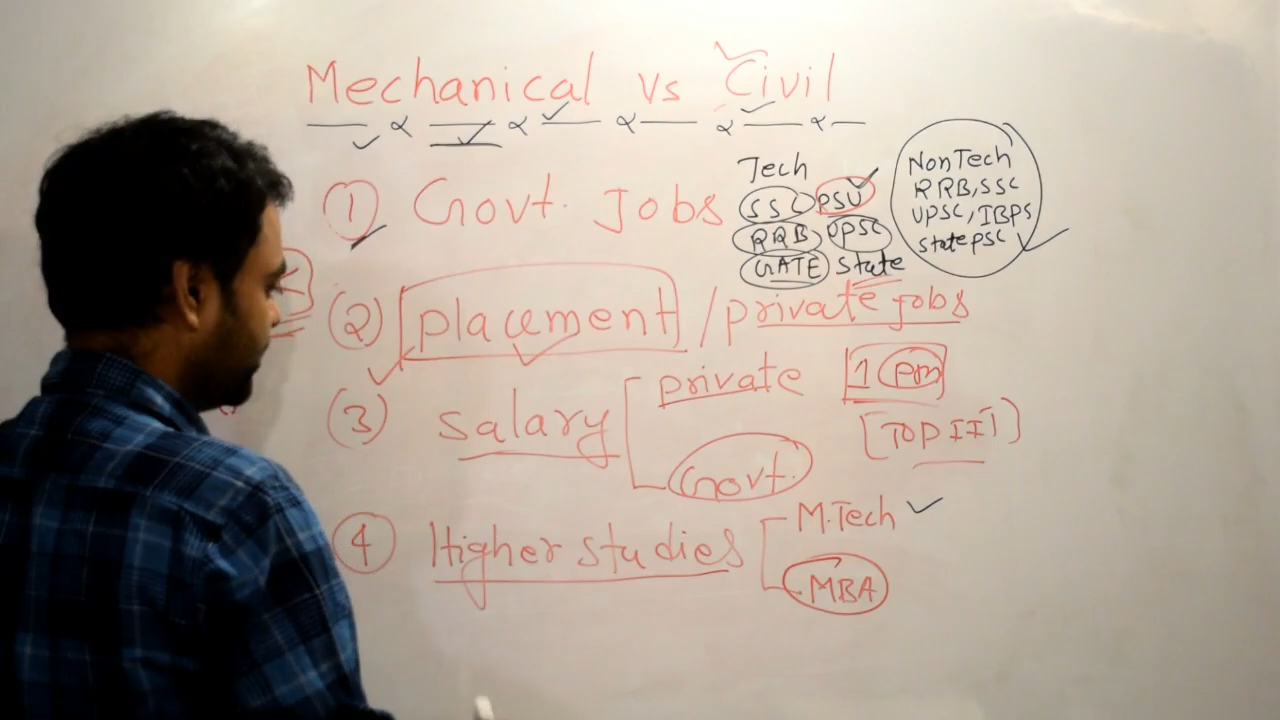 Mechanical vs Civil
① Govt. Jobs
Tech
SSC PSU
RRB UPSC
GATE State
NonTech
RRB, SSC
UPSC, IBPS
State PSC
(2) placement / private jobs
(3) Salary
private 1 pm
[TOP IIT]
Govt.
④ Higher studies
M.Tech
MBA